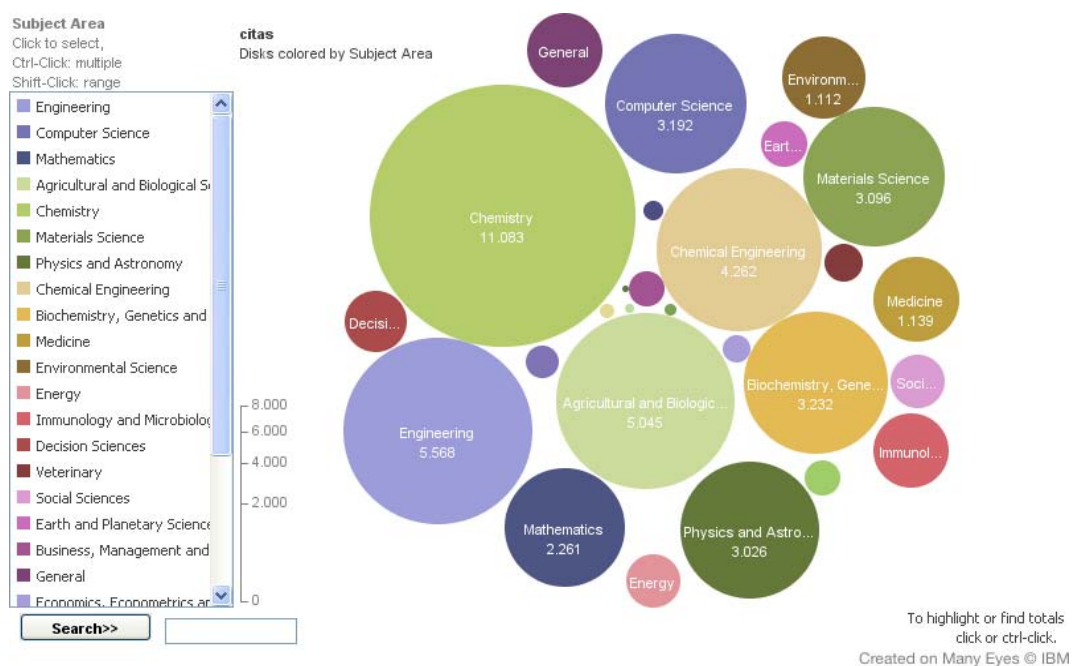 Subject Area
Click to select,
Ctrl-Click: multiple
Shift-Click: range
Engineering
Computer Science
Mathematics
Agricultural and Biological S
Chemistry
Materials Science
Physics and Astronomy
Chemical Engineering
Biochemistry, Genetics and
Medicine
Environmental Science
Energy
Immunology and Microbiolog
Decision Sciences
Veterinary
Social Sciences
Earth and Planetary Science
Business, Management and
General
Economics, Econometrics an
Search>>
citas
Disks colored by Subject Area
8.000
6.000
4.000
2.000
0
General
Computer Science
3.192
Environm...
1.112
Eart...
Materials Science
3.096
Chemistry
11.083
Chemical Engineering
4.262
Medicine
1.139
Decisi...
Biochemistry, Gene...
3.232
Soci...
Agricultural and Biologic...
5.045
Engineering
5.568
Immunol...
Mathematics
2.261
Physics and Astro...
3.026
Energy
To highlight or find totals
click or ctrl-click.
Created on Many Eyes © IBM